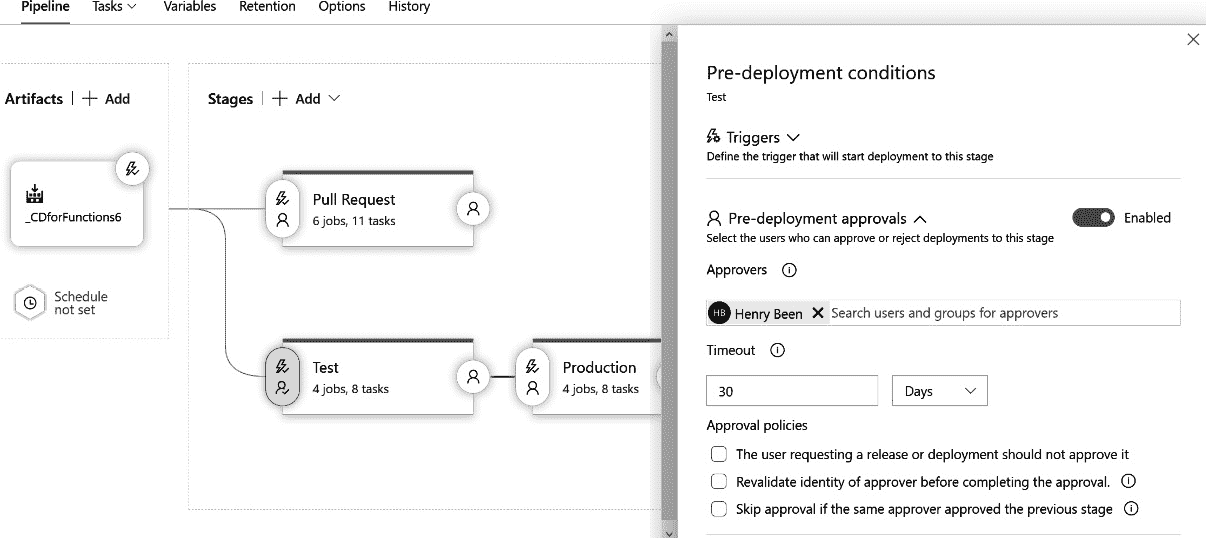 Pipeline Tasks Variables Retention Options History
Artifacts | + Add
_CDforFunctions6
Schedule
not set
Stages | + Add
Pull Request
6 jobs, 11 tasks
Test
4 jobs, 8 tasks
Production
4 jobs, 8 tasks
Pre-deployment conditions
Test
Triggers
Define the trigger that will start deployment to this stage
Pre-deployment approvals
Enabled
Select the users who can approve or reject deployments to this stage
Approvers
HB Henry Been Search users and groups for approvers
Timeout
30 Days
Approval policies
The user requesting a release or deployment should not approve it
Revalidate identity of approver before completing the approval.
Skip approval if the same approver approved the previous stage